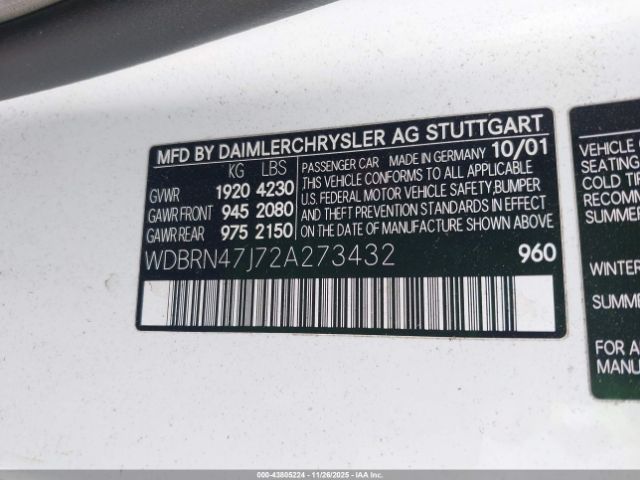 MFD BY DAIMLERCHRYSLER AG STUTTGART
KG LBS
GVWR 1920 4230
GAWR FRONT 945 2080
GAWR REAR 975 2150
PASSENGER CAR MADE IN GERMANY 10/01
THIS VEHICLE CONFORMS TO ALL APPLICABLE
U.S. FEDERAL MOTOR VEHICLE SAFETY, BUMPER
AND THEFT PREVENTION STANDARDS IN EFFECT
ON THE DATE OF MANUFACTURE SHOWN ABOVE
WDBRN47J72A273432 960
VEHICLE
SEATING
COLD
RECOMM
SUMMER
WINTER
SUMME
FOR
MANU
000-43805224 | 11/26/2025 | IAAI.COM